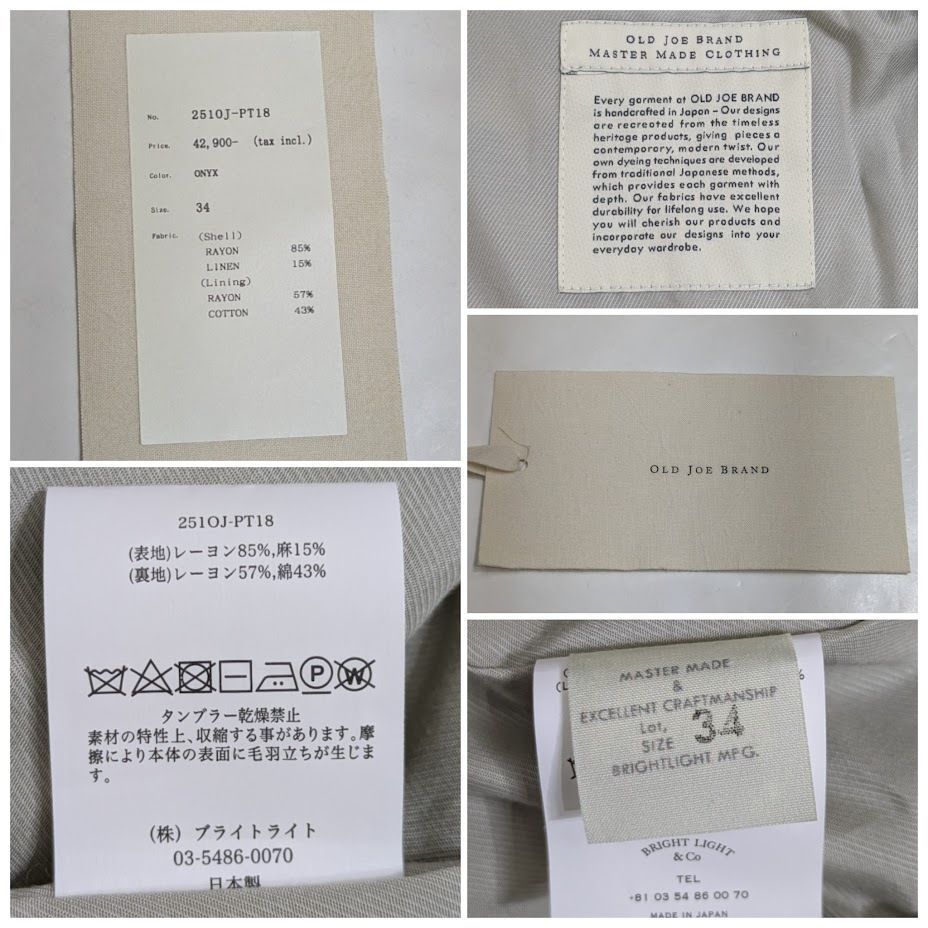 No. 251OJ-PT18
Price. 42,900- (tax incl.)
Color. ONYX
Size. 34
Fabric. (Shell)
RAYON 85%
LINEN 15%
(Lining)
RAYON 57%
COTTON 43%
OLD JOE BRAND
MASTER MADE CLOTHING
Every garment at OLD JOE BRAND
is handcrafted in Japan – Our designs
are recreated from the timeless
heritage products, giving pieces a
contemporary, modern twist. Our
own dyeing techniques are developed
from traditional Japanese methods,
which provides each garment with
depth. Our fabrics have excellent
durability for lifelong use. We hope
you will cherish our products and
incorporate our designs into your
everyday wardrobe.
OLD JOE BRAND
251OJ-PT18
(表地)レーヨン85%,麻15%
(裏地)レーヨン57%,綿43%
P W
タンブラー乾燥禁止
素材の特性上、収縮する事があります。摩
擦により本体の表面に毛羽立ちが生じま
す。
(株) ブライトライト
03-5486-0070
日本製
MASTER MADE
&
EXCELLENT CRAFTMANSHIP
Lot,
SIZE 34
BRIGHTLIGHT MFG.
BRIGHT LIGHT
& Co
TEL
+81 03 54 86 00 70
MADE IN JAPAN